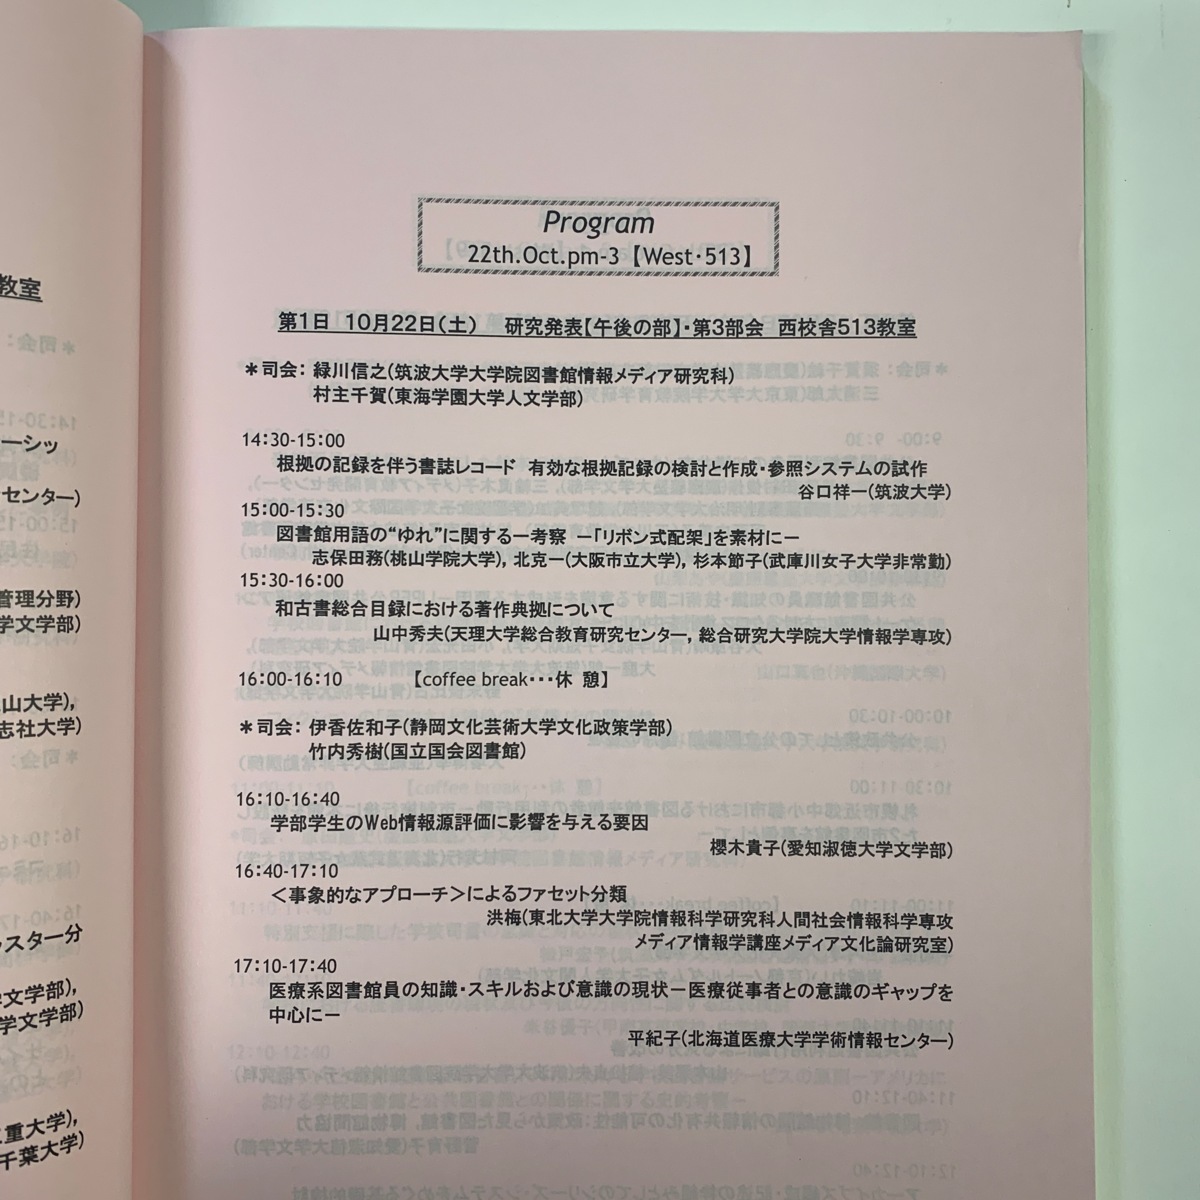 Program
22th.Oct.pm-3【West・513】
第1日 10月22日(土) 研究発表【午後の部】・第3部会 西校舎513教室
＊司会：緑川信之(筑波大学大学院図書館情報メディア研究科)
村主千賀(東海学園大学人文学部)
14：30-15：00
根拠の記録を伴う書誌レコード 有効な根拠記録の検討と作成・参照システムの試作
谷口祥一(筑波大学)
15：00-15：30
図書館用語の“ゆれ”に関する一考察 －「リボン式配架」を素材に－
志保田務(桃山学院大学)，北克一(大阪市立大学)，杉本節子(武庫川女子大学非常勤)
15：30-16：00
和古書総合目録における著作典拠について
山中秀夫(天理大学総合教育研究センター，総合研究大学院大学情報学専攻)
16：00-16：10 【coffee break・・・休 憩】
＊司会：伊香佐和子(静岡文化芸術大学文化政策学部)
竹内秀樹(国立国会図書館)
16：10-16：40
学部学生のWeb情報源評価に影響を与える要因
櫻木貴子(愛知淑徳大学文学部)
16：40-17：10
＜事象的なアプローチ＞によるファセット分類
洪梅(東北大学大学院情報科学研究科人間社会情報科学専攻
メディア情報学講座メディア文化論研究室)
17：10-17：40
医療系図書館員の知識・スキルおよび意識の現状－医療従事者との意識のギャップを
中心に－
平紀子(北海道医療大学学術情報センター)
教室
ーシッ
センター)
管理分野)
学文学部)
山大学)，
志社大学)
スター分
学文学部)，
学文学部)
重大学)，
千葉大学)